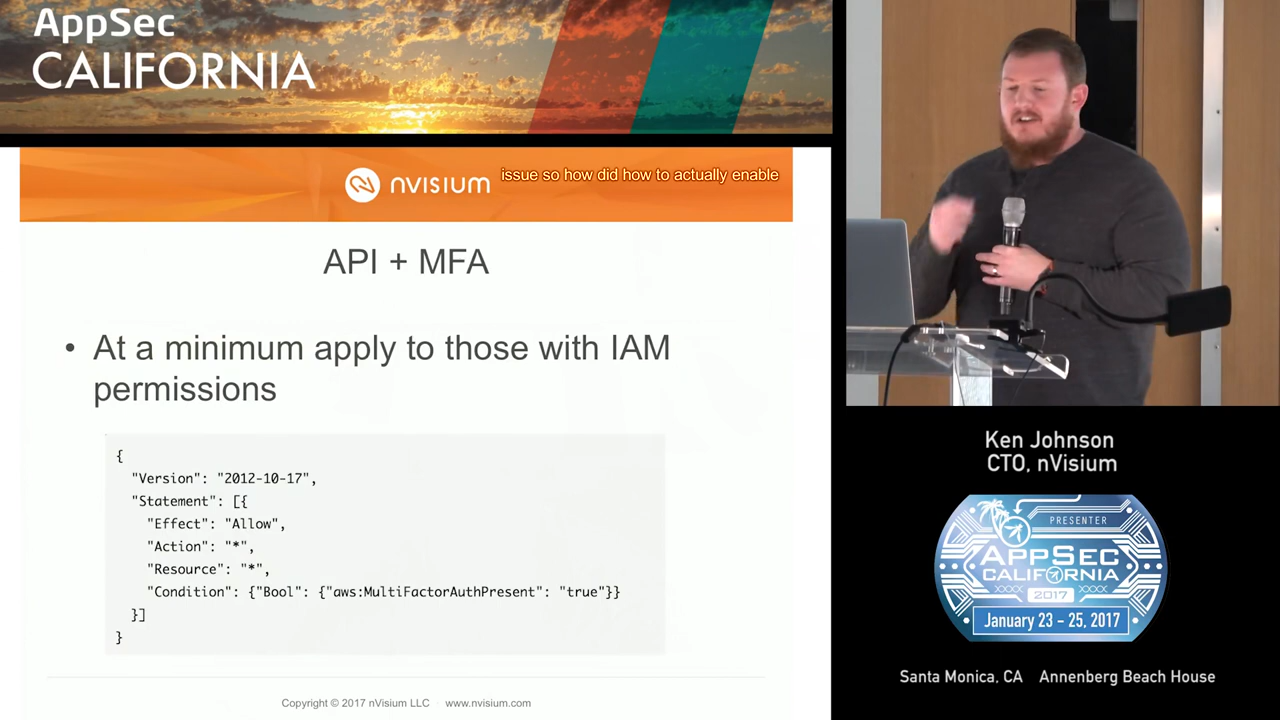 AppSec
CALIFORNIA
nVISIUM
issue so how did how to actually enable
API + MFA
• At a minimum apply to those with IAM
permissions
{
"Version": "2012-10-17",
"Statement": [{
"Effect": "Allow",
"Action": "*",
"Resource": "*",
"Condition": {"Bool": {"aws:MultiFactorAuthPresent": "true"}}
}]
}
Copyright © 2017 nVisium LLC · www.nvisium.com
Ken Johnson
CTO, nVisium
PRESENTER
APPSEC
CALIFORNIA
2017
January 23 - 25, 2017
Santa Monica, CA Annenberg Beach House